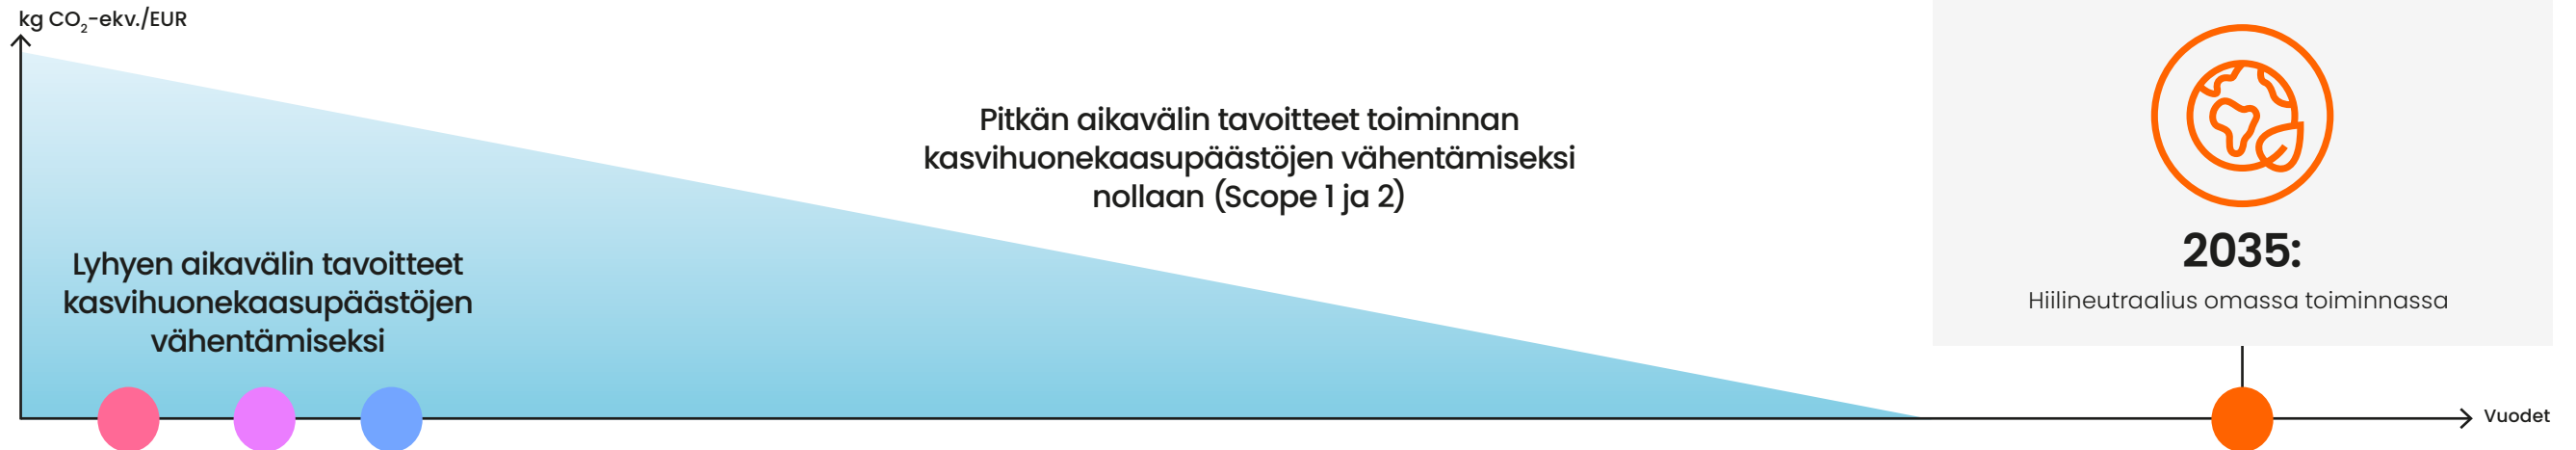 kg CO₂-ekv./EUR
Pitkän aikavälin tavoitteet toiminnan
kasvihuonekaasupäästöjen vähentämiseksi
nollaan (Scope 1 ja 2)
Lyhyen aikavälin tavoitteet
kasvihuonekaasupäästöjen
vähentämiseksi
2035:
Hiilineutraalius omassa toiminnassa
Vuodet